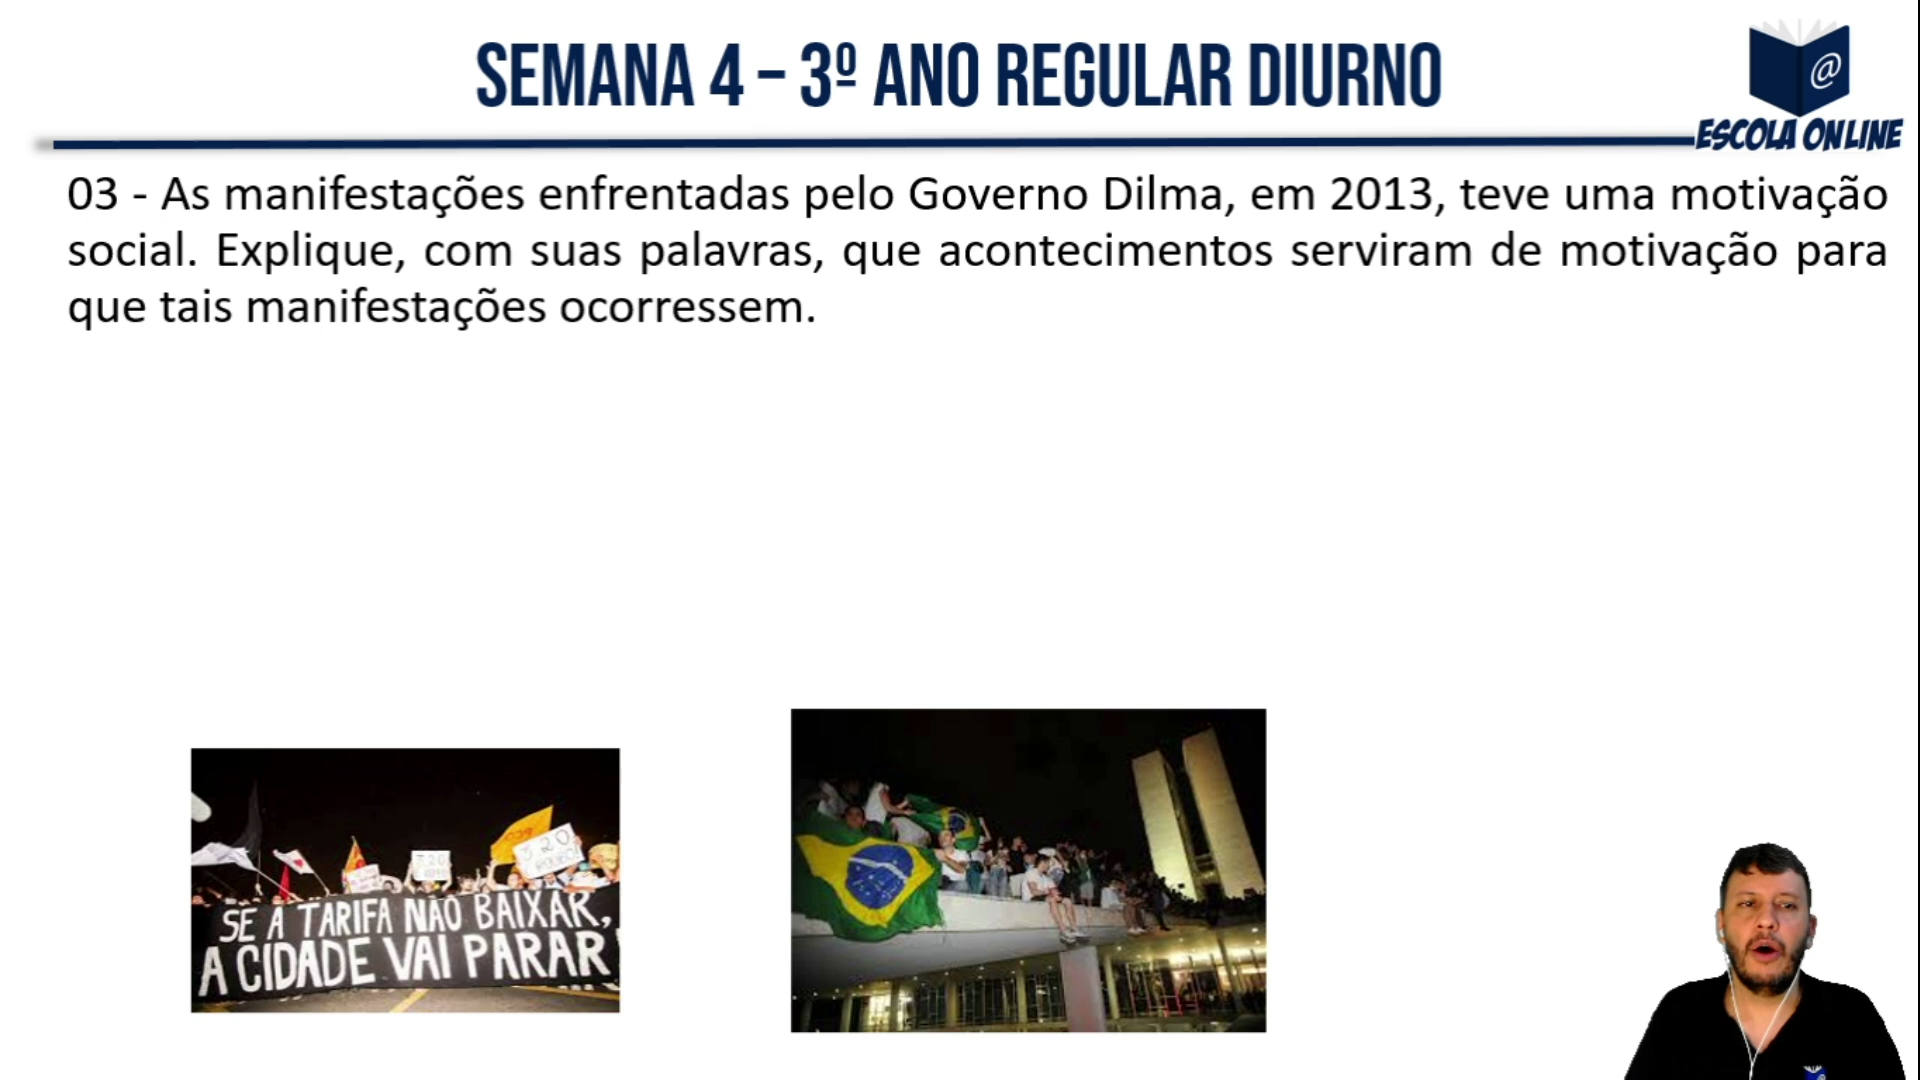 SEMANA 4 – 3º ANO REGULAR DIURNO
@
ESCOLA ONLINE
03 - As manifestações enfrentadas pelo Governo Dilma, em 2013, teve uma motivação
social. Explique, com suas palavras, que acontecimentos serviram de motivação para
que tais manifestações ocorressem.
3,20
SE A TARIFA NÃO BAIXAR,
A CIDADE VAI PARAR